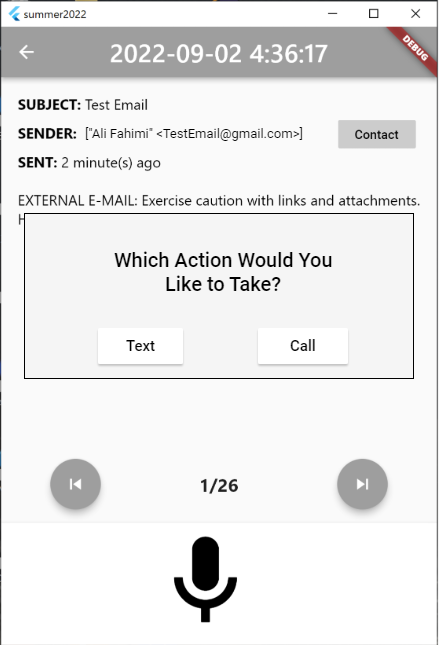 summer2022
2022-09-02 4:36:17
DEBUG
SUBJECT: Test Email
SENDER: ["Ali Fahimi" <TestEmail@gmail.com>]
Contact
SENT: 2 minute(s) ago
EXTERNAL E-MAIL: Exercise caution with links and attachments.
Which Action Would You
Like to Take?
Text
Call
1/26